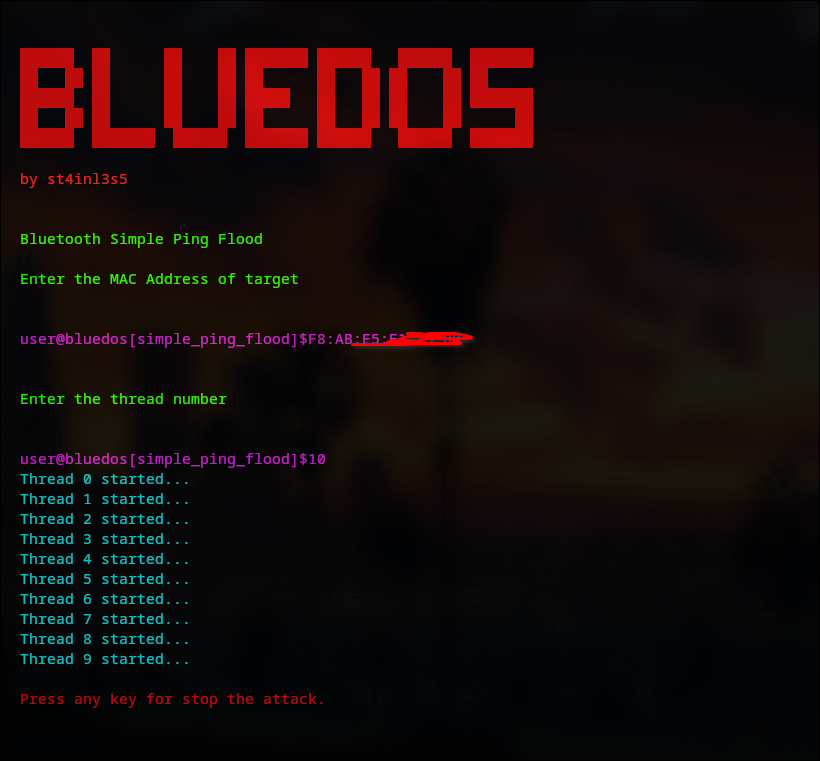 BLUEDOS
by st4inl3s5
Bluetooth Simple Ping Flood
Enter the MAC Address of target
user@bluedos[simple_ping_flood]$F8:AB:E5:
Enter the thread number
user@bluedos[simple_ping_flood]$10
Thread 0 started...
Thread 1 started...
Thread 2 started...
Thread 3 started...
Thread 4 started...
Thread 5 started...
Thread 6 started...
Thread 7 started...
Thread 8 started...
Thread 9 started...
Press any key for stop the attack.